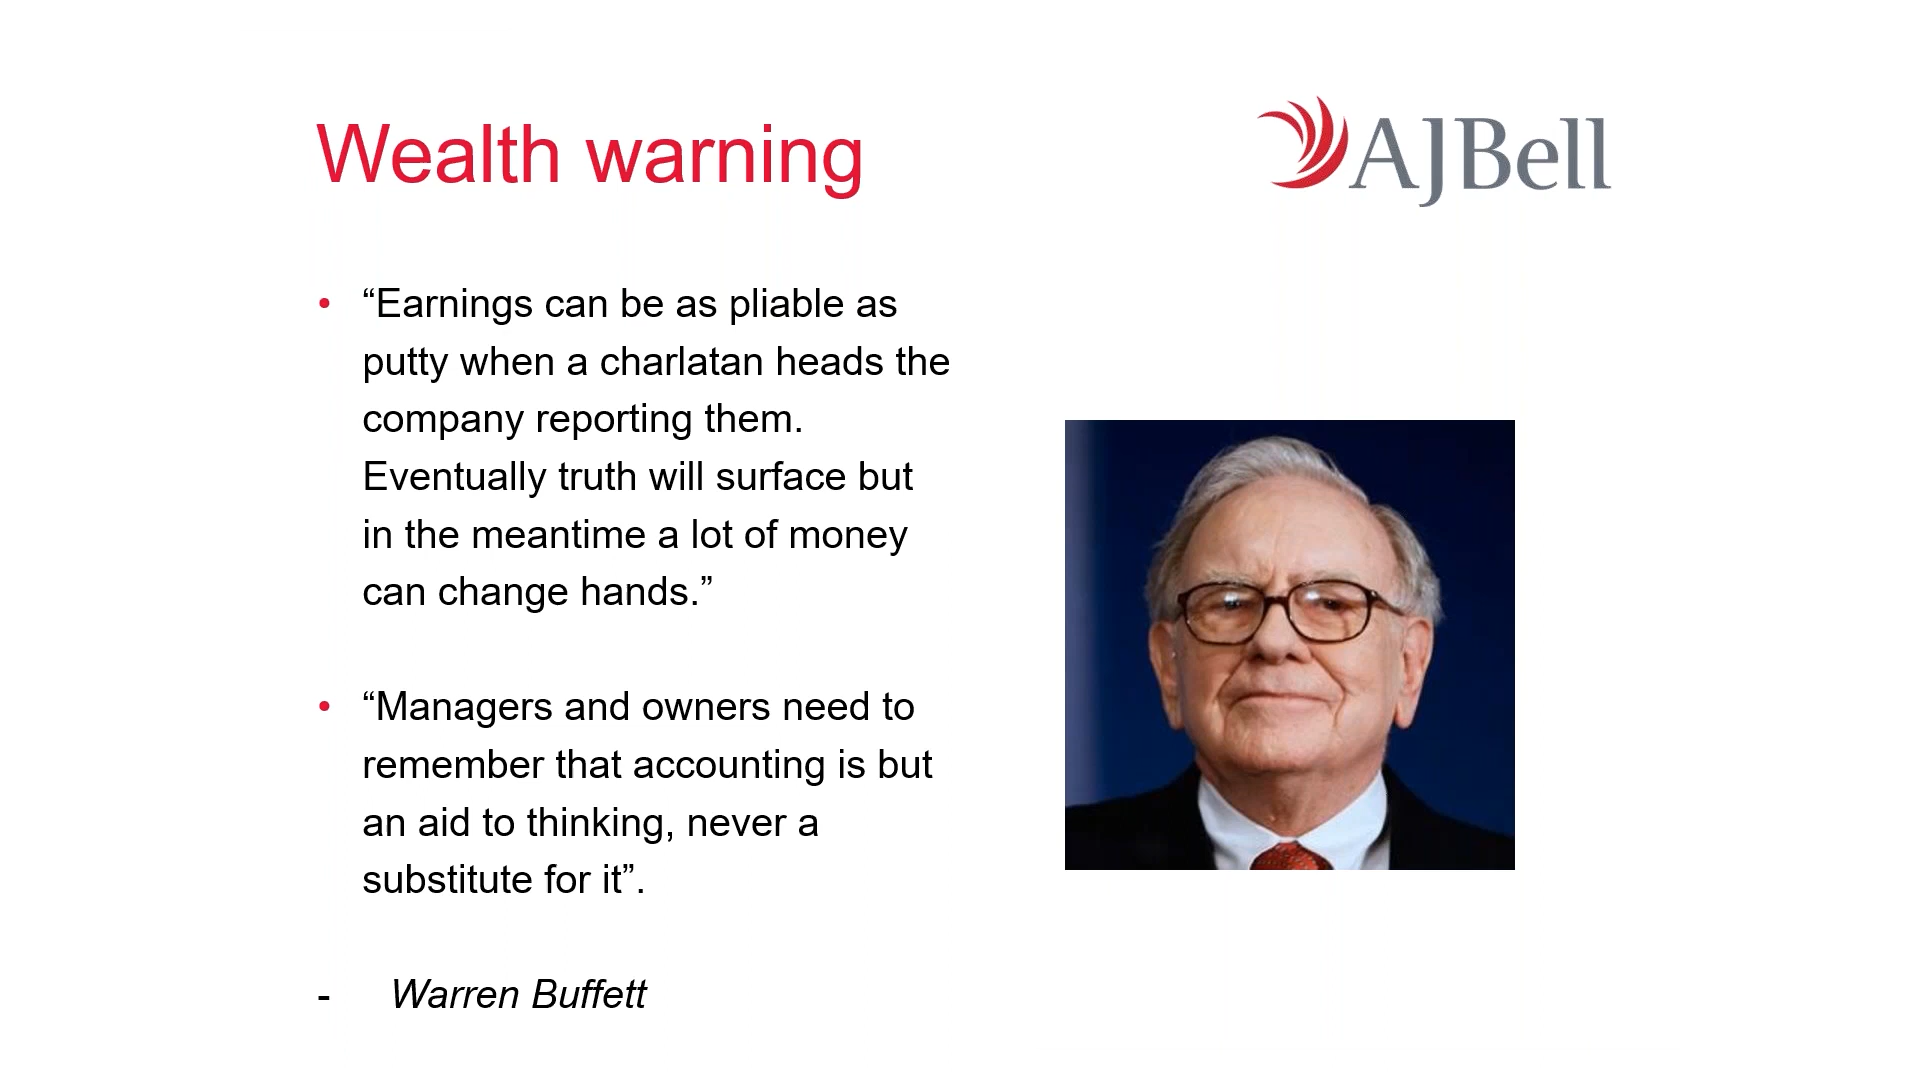 Wealth warning
AJBell
• “Earnings can be as pliable as
putty when a charlatan heads the
company reporting them.
Eventually truth will surface but
in the meantime a lot of money
can change hands.”
• “Managers and owners need to
remember that accounting is but
an aid to thinking, never a
substitute for it”.
- Warren Buffett